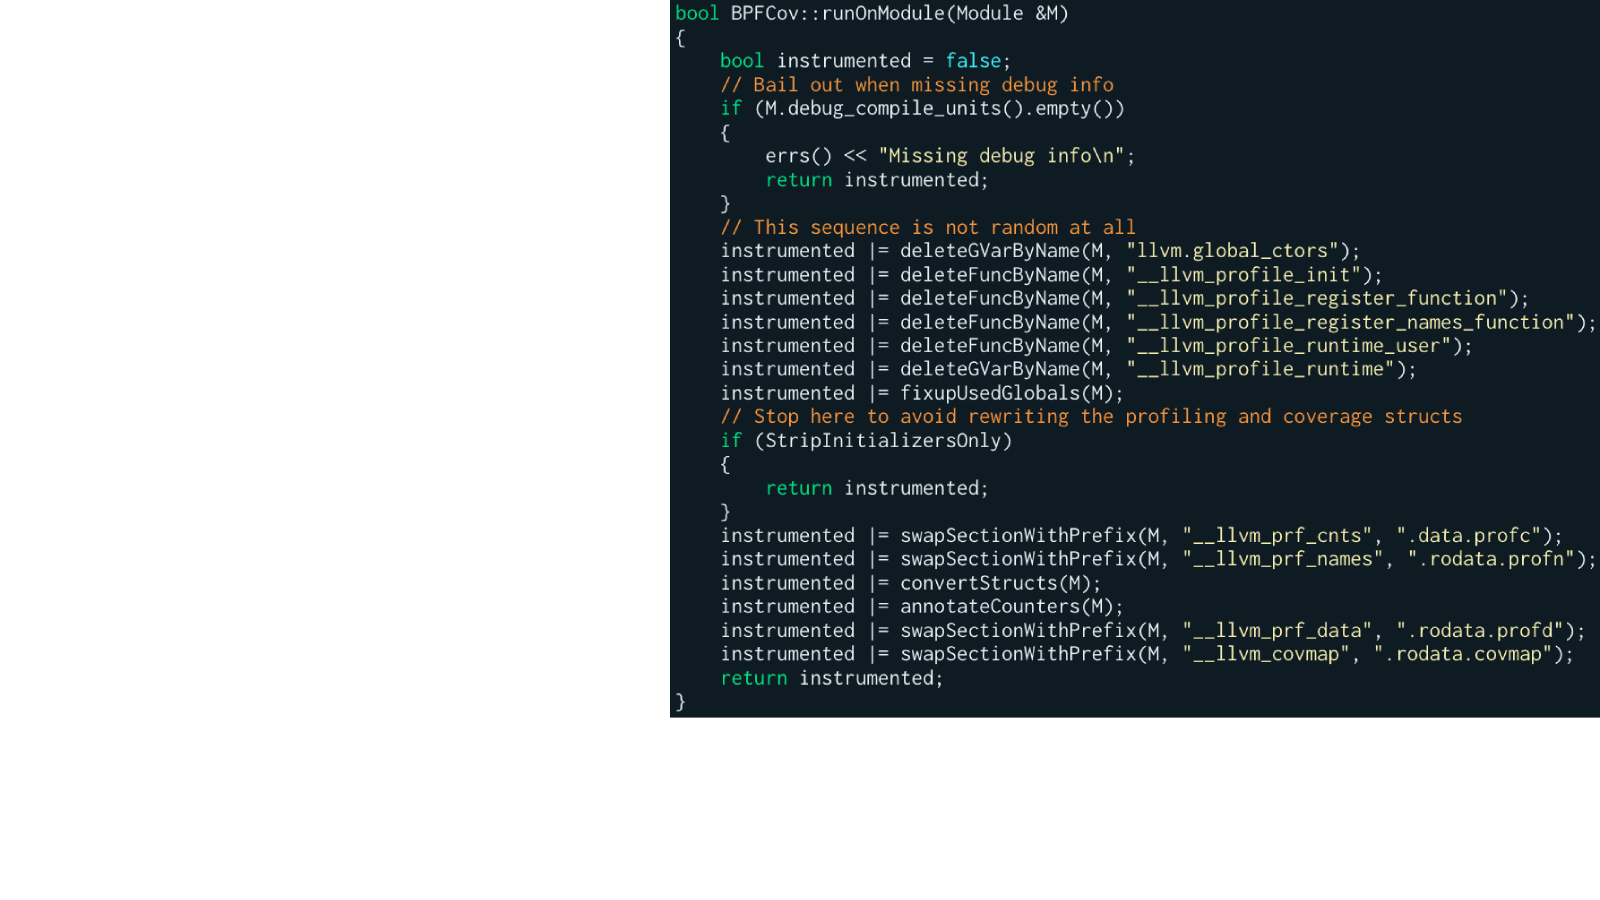 bool BPFCov::runOnModule(Module &M)
{
    bool instrumented = false;
    // Bail out when missing debug info
    if (M.debug_compile_units().empty())
    {
        errs() << "Missing debug info\n";
        return instrumented;
    }
    // This sequence is not random at all
    instrumented |= deleteGVarByName(M, "llvm.global_ctors");
    instrumented |= deleteFuncByName(M, "__llvm_profile_init");
    instrumented |= deleteFuncByName(M, "__llvm_profile_register_function");
    instrumented |= deleteFuncByName(M, "__llvm_profile_register_names_function");
    instrumented |= deleteFuncByName(M, "__llvm_profile_runtime_user");
    instrumented |= deleteGVarByName(M, "__llvm_profile_runtime");
    instrumented |= fixupUsedGlobals(M);
    // Stop here to avoid rewriting the profiling and coverage structs
    if (StripInitializersOnly)
    {
        return instrumented;
    }
    instrumented |= swapSectionWithPrefix(M, "__llvm_prf_cnts", ".data.profc");
    instrumented |= swapSectionWithPrefix(M, "__llvm_prf_names", ".rodata.profn");
    instrumented |= convertStructs(M);
    instrumented |= annotateCounters(M);
    instrumented |= swapSectionWithPrefix(M, "__llvm_prf_data", ".rodata.profd");
    instrumented |= swapSectionWithPrefix(M, "__llvm_covmap", ".rodata.covmap");
    return instrumented;
}